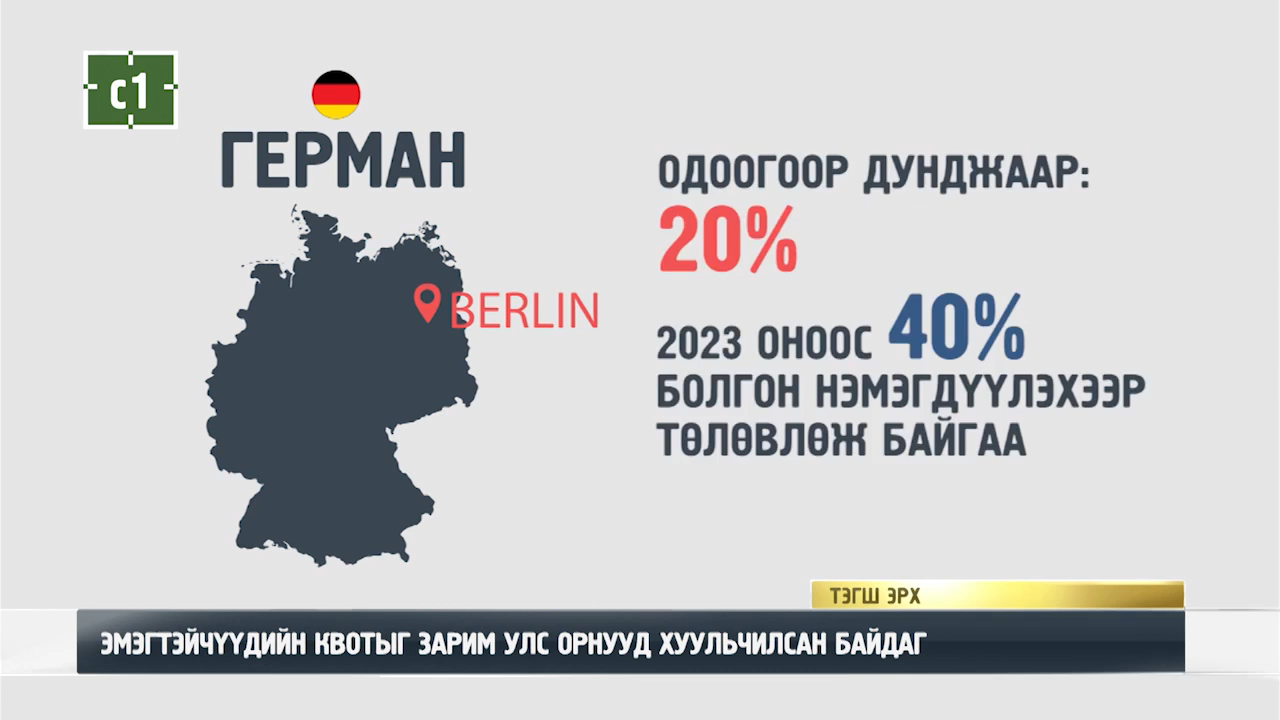 c1
ГЕРМАН
BERLIN
ОДООГООР ДУНДЖААР:
20%
2023 ОНООС 40%
БОЛГОН НЭМЭГДҮҮЛЭХЭЭР
ТӨЛӨВЛӨЖ БАЙГАА
ТЭГШ ЭРХ
ЭМЭГТЭЙЧҮҮДИЙН КВОТЫГ ЗАРИМ УЛС ОРНУУД ХУУЛЬЧИЛСАН БАЙДАГ